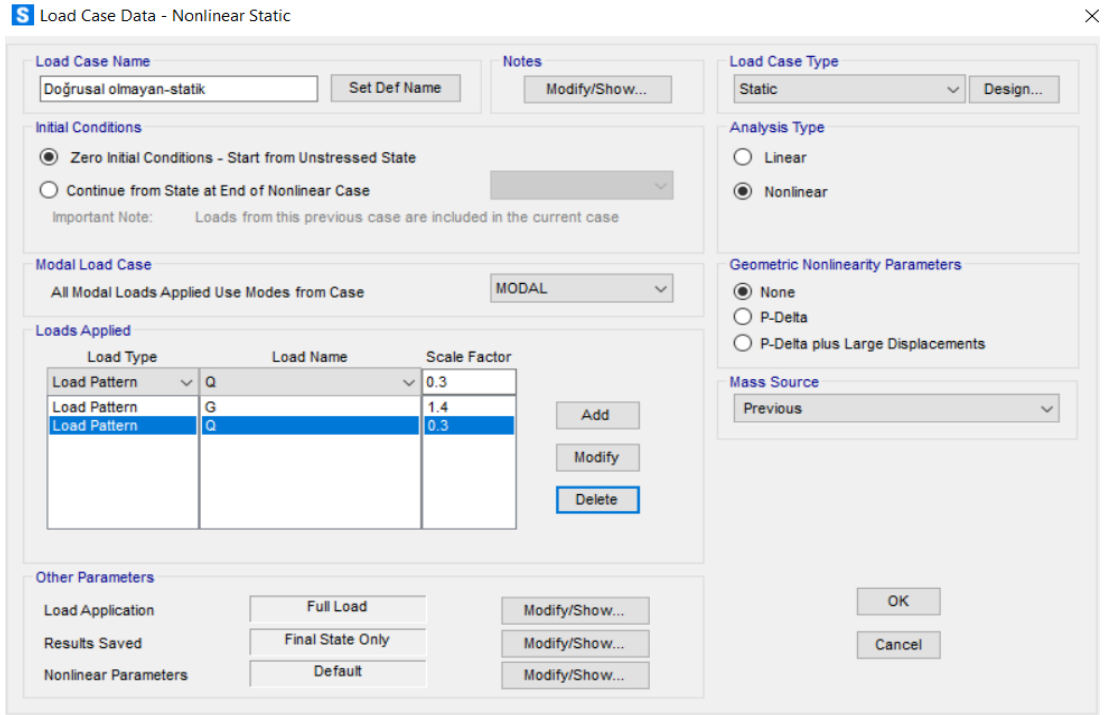 S Load Case Data - Nonlinear Static
Load Case Name
Doğrusal olmayan-statik
Set Def Name
Notes
Modify/Show...
Load Case Type
Static
Design...
Initial Conditions
Zero Initial Conditions - Start from Unstressed State
Continue from State at End of Nonlinear Case
Important Note: Loads from this previous case are included in the current case
Analysis Type
Linear
Nonlinear
Modal Load Case
All Modal Loads Applied Use Modes from Case
MODAL
Geometric Nonlinearity Parameters
None
P-Delta
P-Delta plus Large Displacements
Loads Applied
Load Type Load Name Scale Factor
Load Pattern Q 0.3
Load Pattern G 1.4
Load Pattern Q 0.3
Add
Modify
Delete
Mass Source
Previous
Other Parameters
Load Application Full Load Modify/Show...
Results Saved Final State Only Modify/Show...
Nonlinear Parameters Default Modify/Show...
OK
Cancel